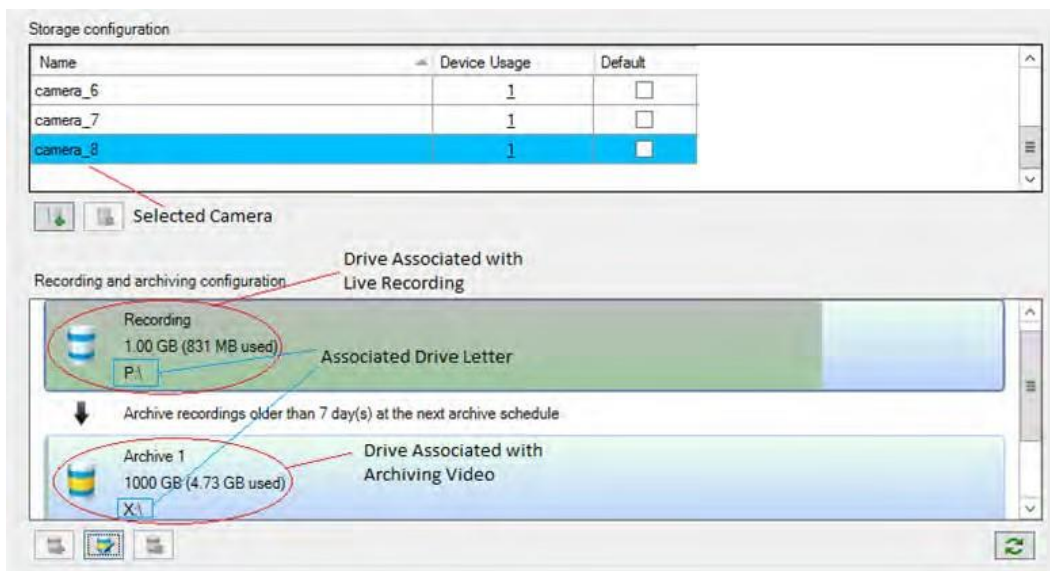 Storage configuration
Name Device Usage Default
camera_6 1
camera_7 1
camera_8 1
Selected Camera
Drive Associated with
Live Recording
Recording and archiving configuration
Recording
1.00 GB (831 MB used)
P:\
Associated Drive Letter
Archive recordings older than 7 day(s) at the next archive schedule
Archive 1
1000 GB (4.73 GB used)
X:\
Drive Associated with
Archiving Video